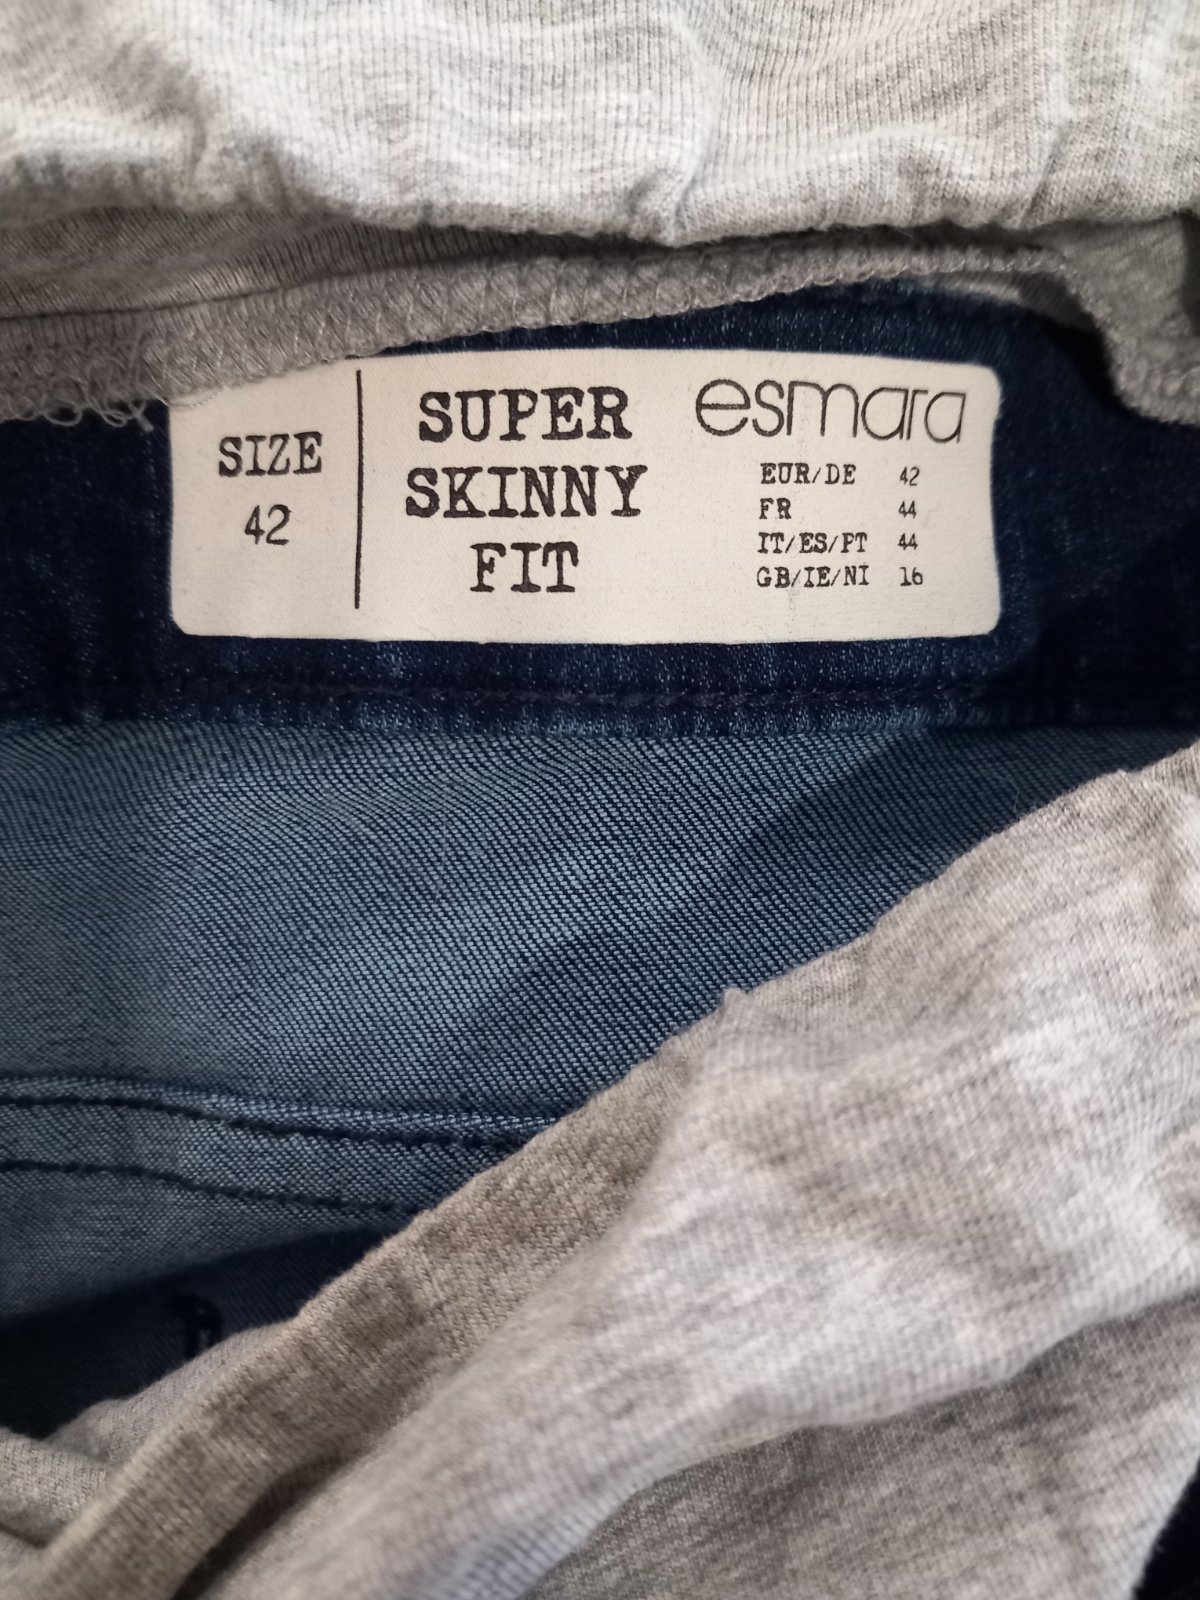 SIZE
42
SUPER
SKINNY
FIT
esmara
EUR/DE 42
FR 44
IT/ES/PT 44
GB/IE/NI 16